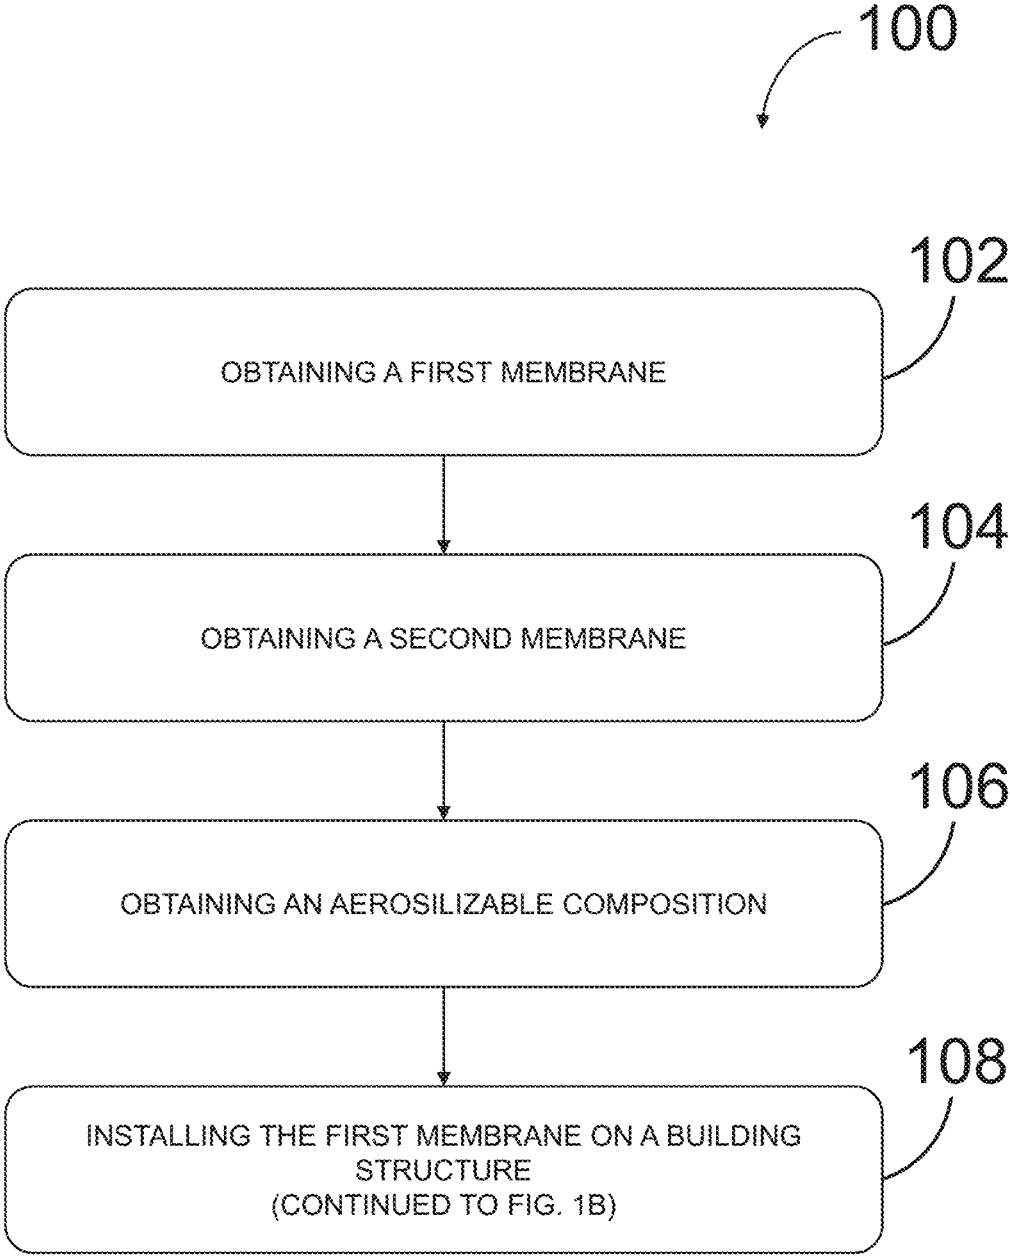 100
102
OBTAINING A FIRST MEMBRANE
104
OBTAINING A SECOND MEMBRANE
106
OBTAINING AN AEROSILIZABLE COMPOSITION
108
INSTALLING THE FIRST MEMBRANE ON A BUILDING
STRUCTURE
(CONTINUED TO FIG. 1B)